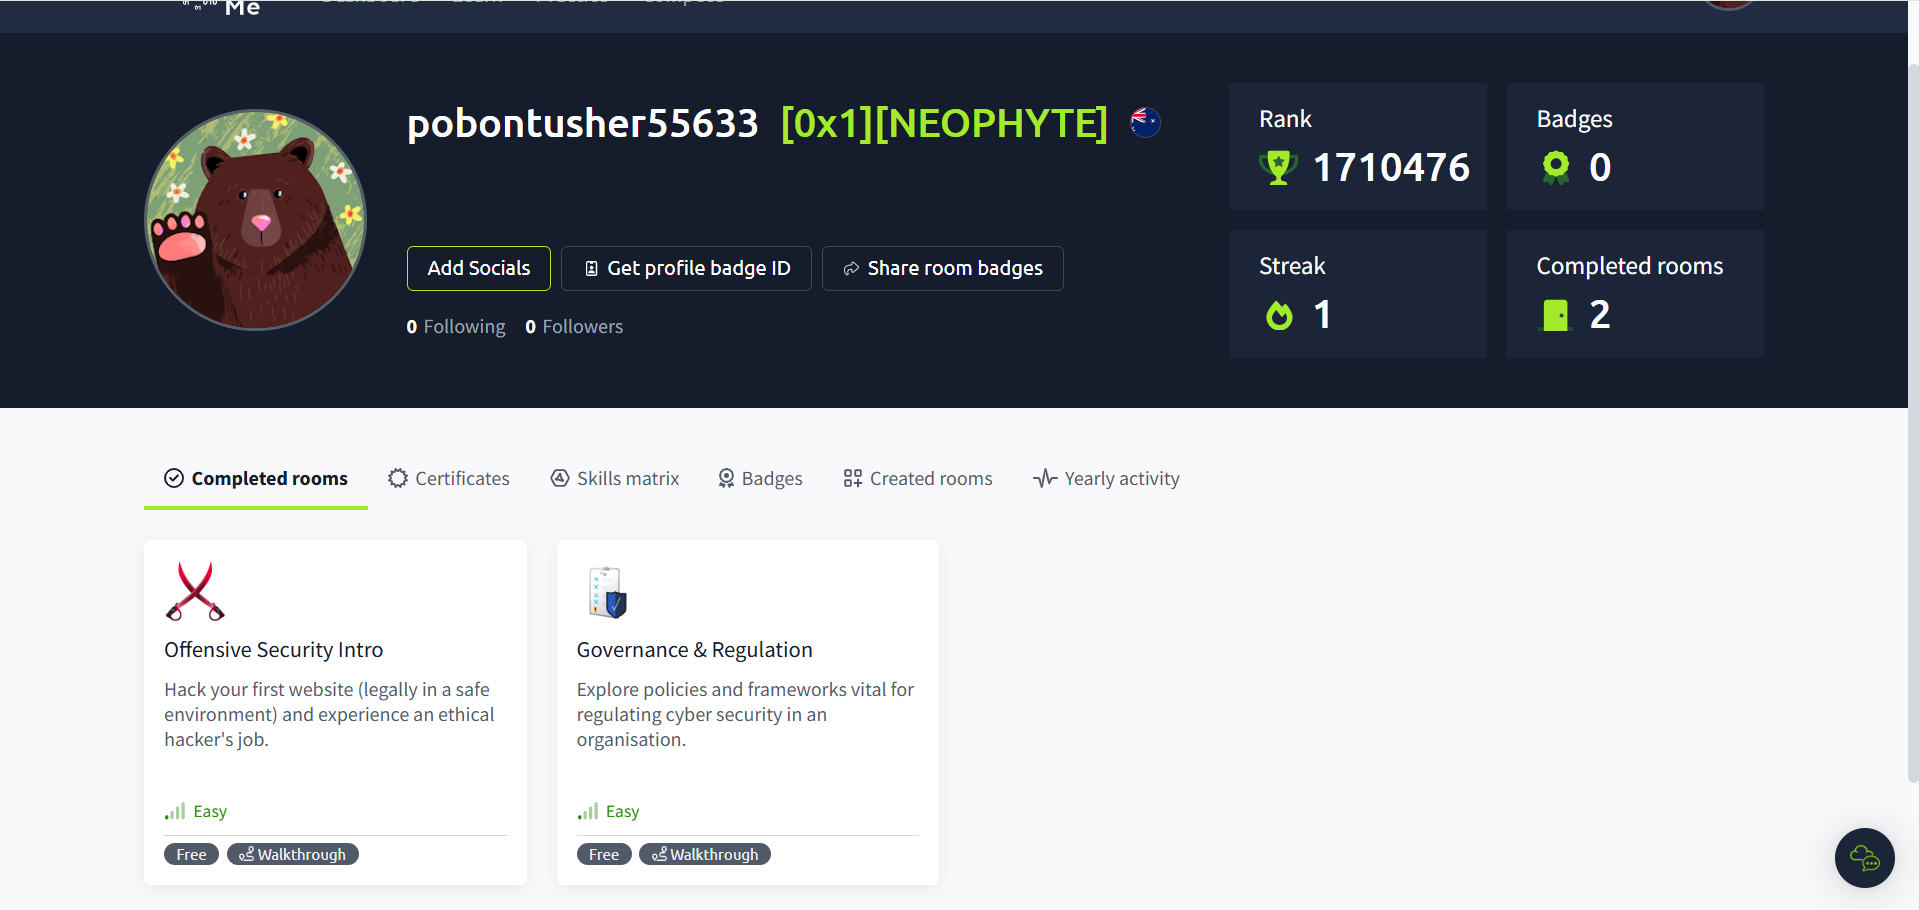 Me
pobontusher55633 [0x1][NEOPHYTE]
Add Socials
Get profile badge ID
Share room badges
0 Following 0 Followers
Rank
1710476
Badges
0
Streak
1
Completed rooms
2
Completed rooms
Certificates
Skills matrix
Badges
Created rooms
Yearly activity
Offensive Security Intro
Hack your first website (legally in a safe
environment) and experience an ethical
hacker's job.
Easy
Free Walkthrough
Governance & Regulation
Explore policies and frameworks vital for
regulating cyber security in an
organisation.
Easy
Free Walkthrough